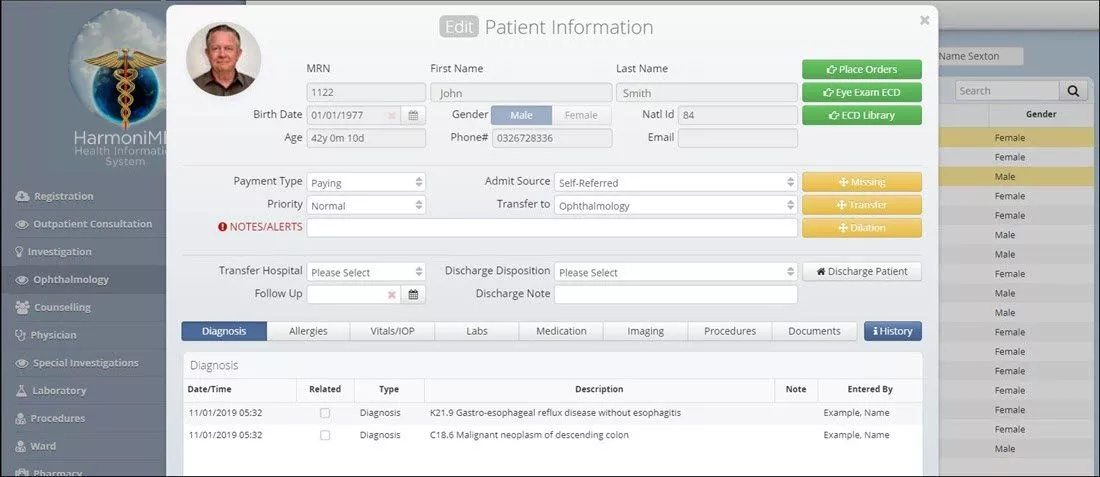 Edit Patient Information
×
HarmoniMD
Health Information
System
Registration
Outpatient Consultation
Investigation
Ophthalmology
Counselling
Physician
Special Investigations
Laboratory
Procedures
Ward
Pharmacy
MRN First Name Last Name
1122 John Smith
Place Orders
Birth Date 01/01/1977 Gender Male Female Natl Id 84
Eye Exam ECD
Age 42y 0m 10d Phone# 0326728336 Email
ECD Library
Payment Type Paying Admit Source Self-Referred Missing
Priority Normal Transfer to Ophthalmology Transfer
NOTES/ALERTS Dilation
Transfer Hospital Please Select Discharge Disposition Please Select Discharge Patient
Follow Up Discharge Note
Diagnosis Allergies Vitals/IOP Labs Medication Imaging Procedures Documents History
Diagnosis
Date/Time Related Type Description Note Entered By
11/01/2019 05:32 Diagnosis K21.9 Gastro-esophageal reflux disease without esophagitis Example, Name
11/01/2019 05:32 Diagnosis C18.6 Malignant neoplasm of descending colon Example, Name
Name Sexton
Search
Gender
Female
Female
Male
Female
Female
Male
Male
Female
Male
Female
Female
Female
Female
Female
Female
Female
Male